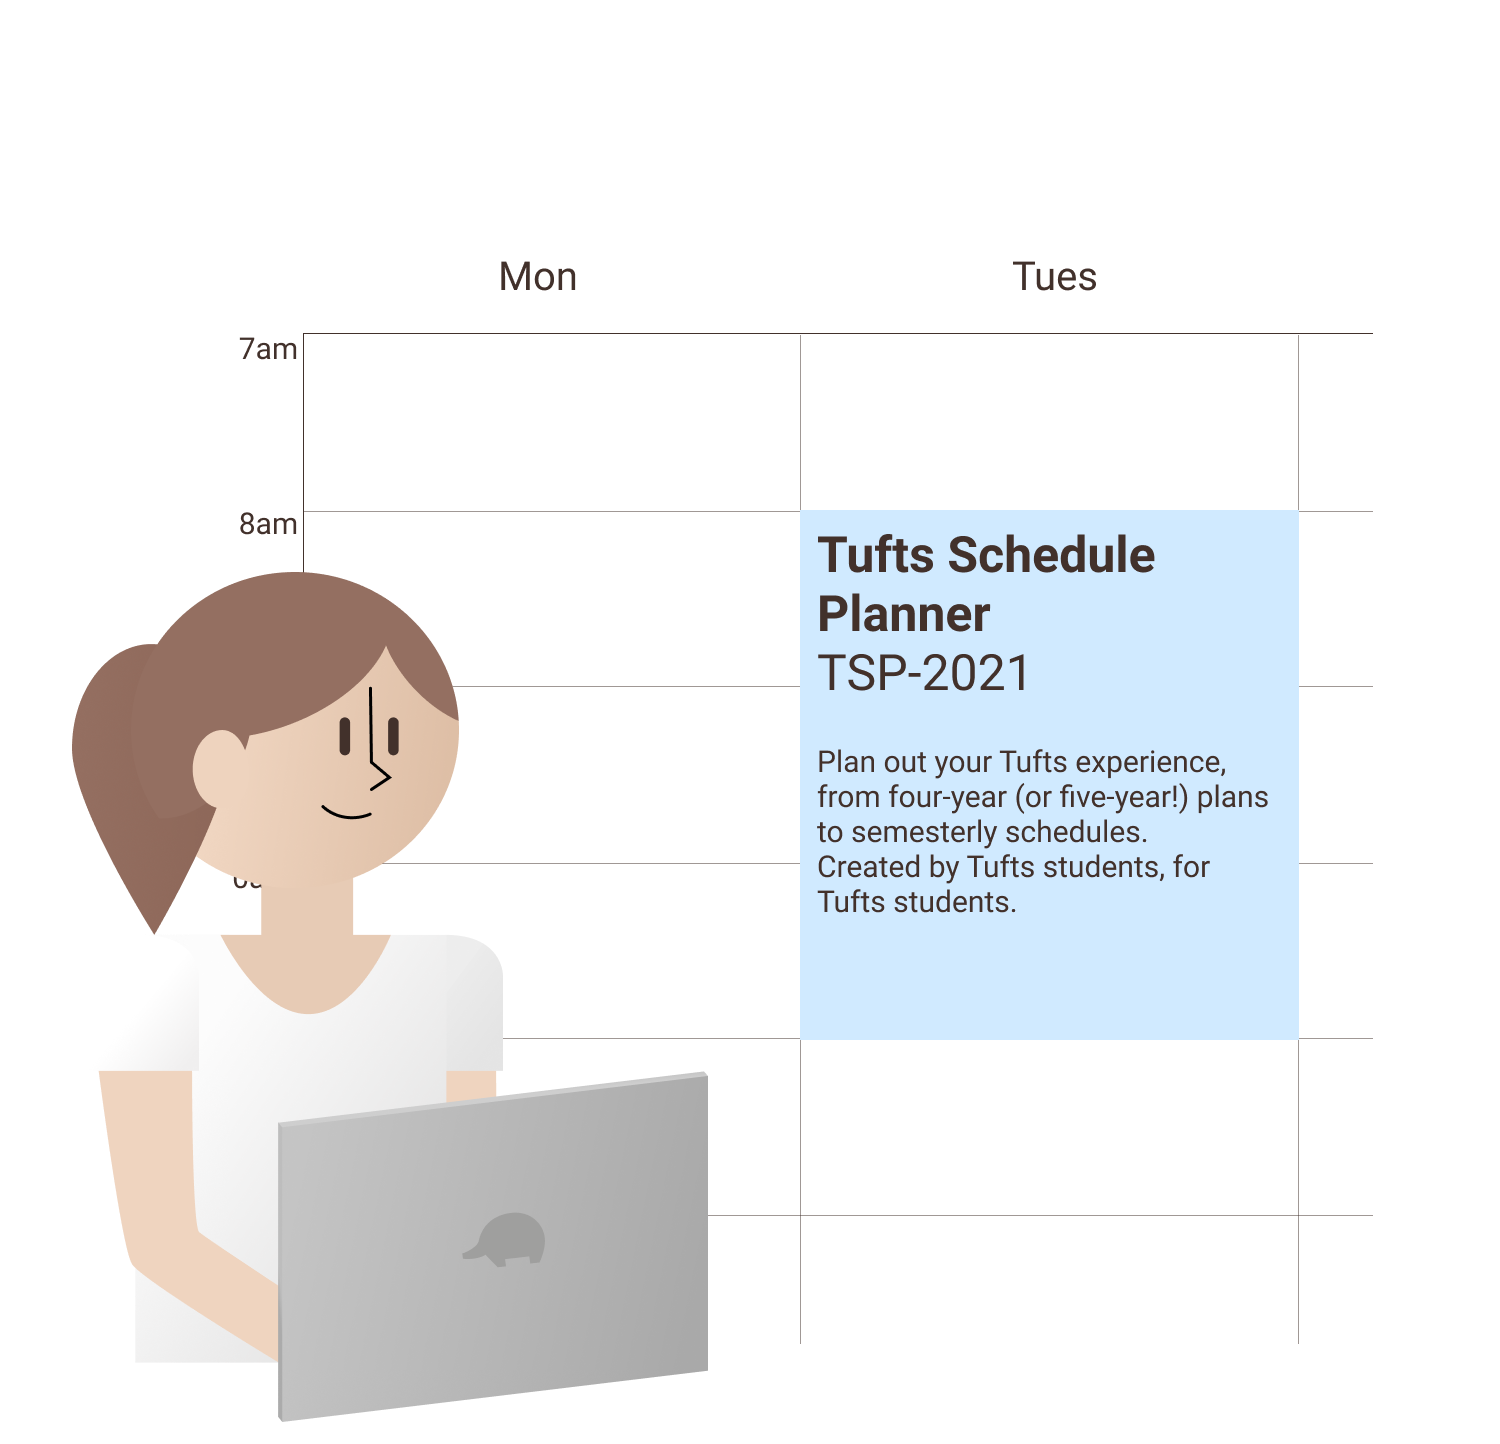 Mon Tues
7am
8am
Tufts Schedule
Planner
TSP-2021
Plan out your Tufts experience,
from four-year (or five-year!) plans
to semesterly schedules.
Created by Tufts students, for
Tufts students.